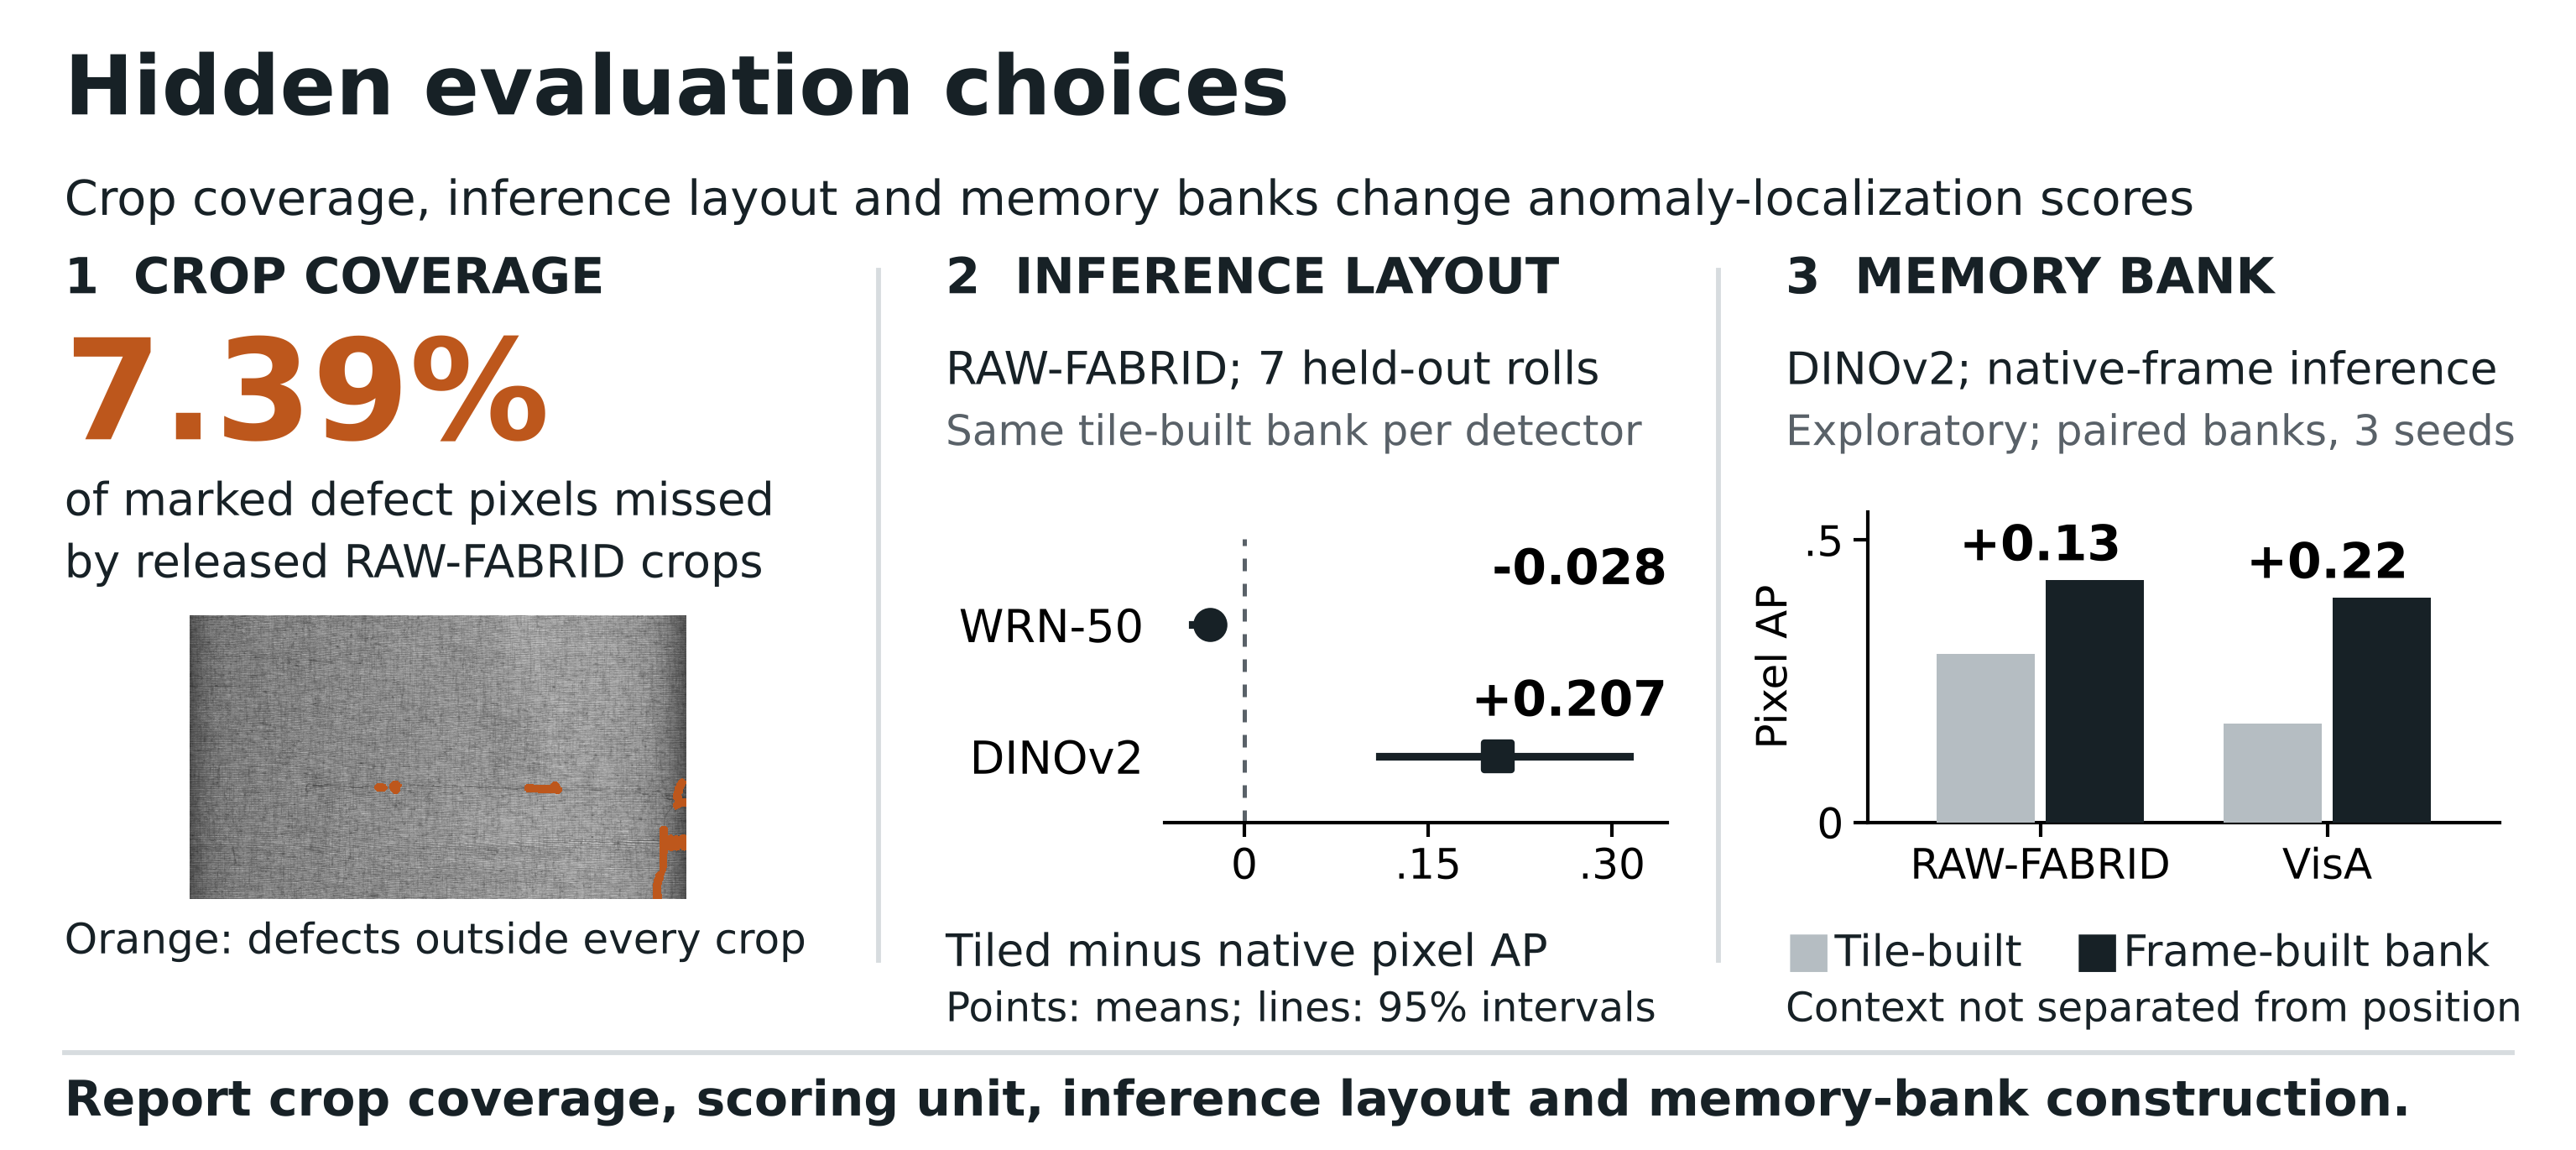 Hidden evaluation choices
Crop coverage, inference layout and memory banks change anomaly-localization scores
1 CROP COVERAGE
7.39%
of marked defect pixels missed
by released RAW-FABRID crops
Orange: defects outside every crop
2 INFERENCE LAYOUT
RAW-FABRID; 7 held-out rolls
Same tile-built bank per detector
-0.028
WRN-50
+0.207
DINOv2
0 .15 .30
Tiled minus native pixel AP
Points: means; lines: 95% intervals
3 MEMORY BANK
DINOv2; native-frame inference
Exploratory; paired banks, 3 seeds
.5
+0.13
+0.22
Pixel AP
0
RAW-FABRID VisA
Tile-built Frame-built bank
Context not separated from position
Report crop coverage, scoring unit, inference layout and memory-bank construction.